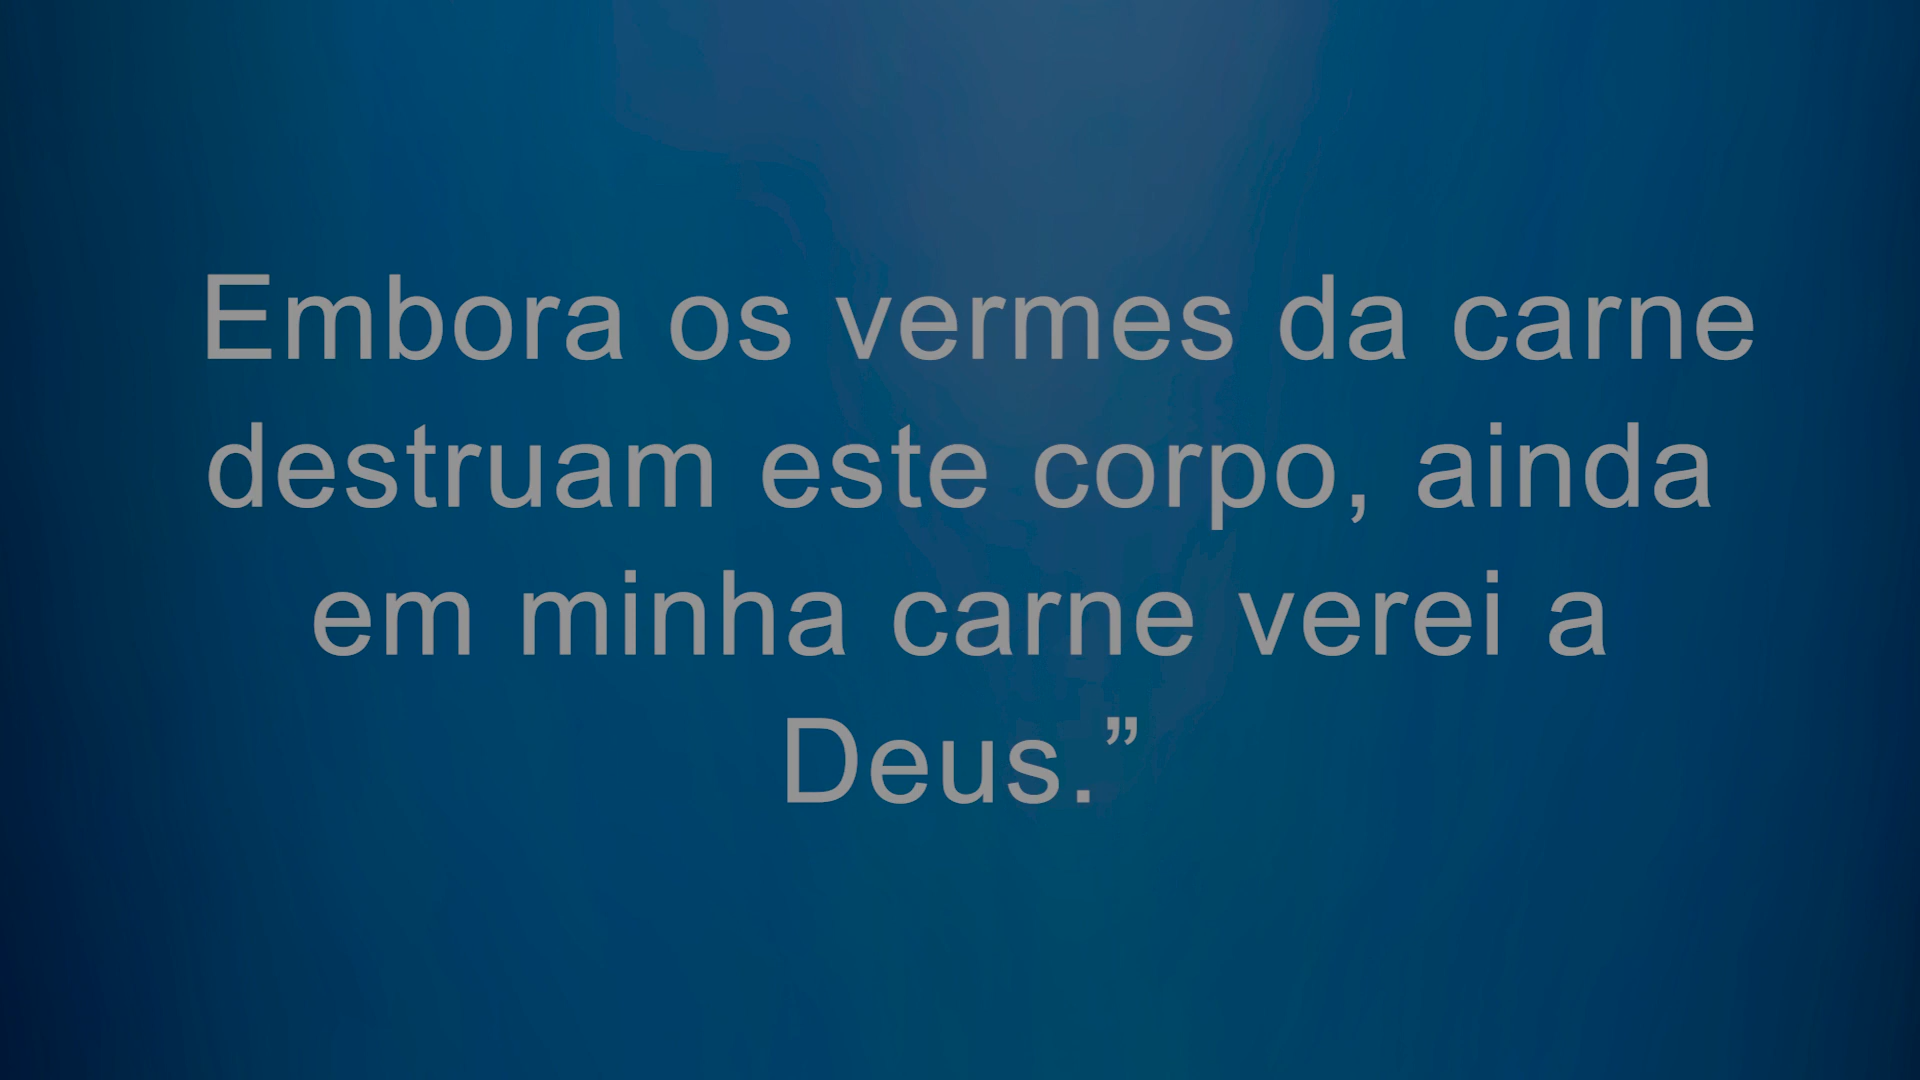 Embora os vermes da carne
destruam este corpo, ainda
em minha carne verei a
Deus.”